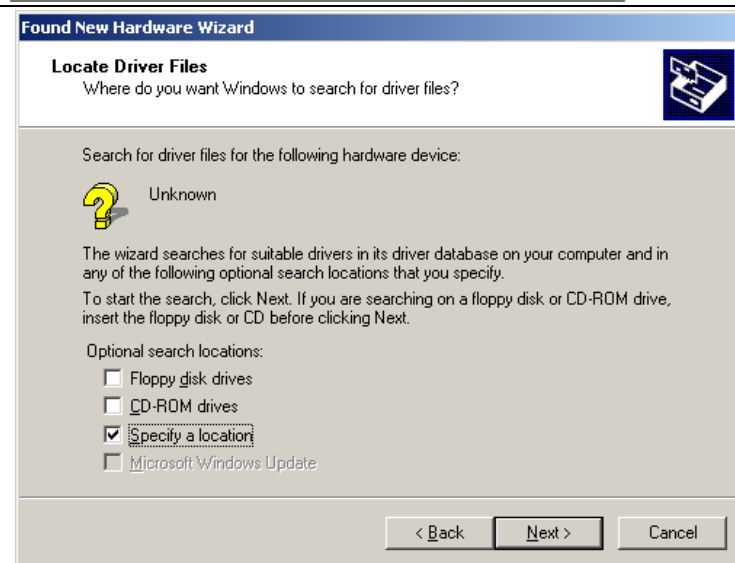 Found New Hardware Wizard
Locate Driver Files
Where do you want Windows to search for driver files?
Search for driver files for the following hardware device:
Unknown
The wizard searches for suitable drivers in its driver database on your computer and in
any of the following optional search locations that you specify.
To start the search, click Next. If you are searching on a floppy disk or CD-ROM drive,
insert the floppy disk or CD before clicking Next.
Optional search locations:
Floppy disk drives
CD-ROM drives
Specify a location
Microsoft Windows Update
< Back Next > Cancel